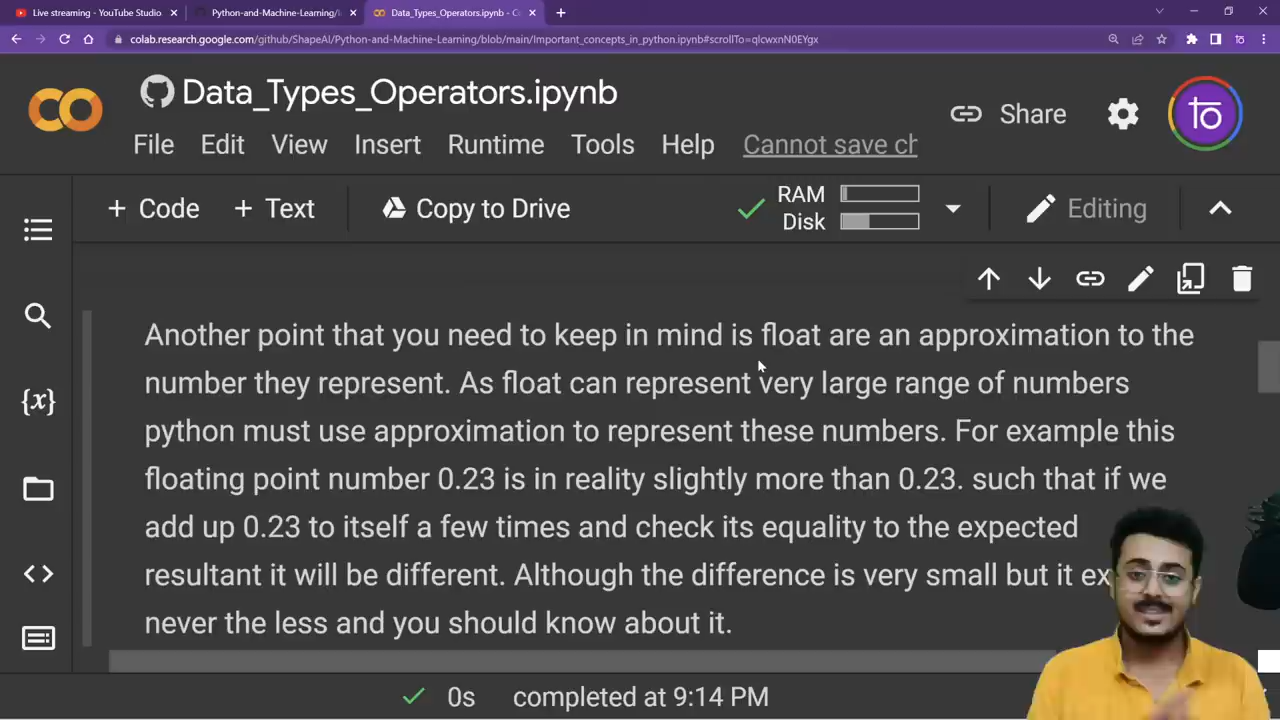 Live streaming - YouTube Studio
Python-and-Machine-Learning/I
Data_Types_Operators.ipynb - C
colab.research.google.com/github/ShapeAI/Python-and-Machine-Learning/blob/main/Important_concepts_in_python.ipynb#scrollTo=qlcwxnN0EYgx
Data_Types_Operators.ipynb
Share
File Edit View Insert Runtime Tools Help Cannot save ch
+ Code + Text Copy to Drive
RAM
Disk
Editing
Another point that you need to keep in mind is float are an approximation to the
number they represent. As float can represent very large range of numbers
python must use approximation to represent these numbers. For example this
floating point number 0.23 is in reality slightly more than 0.23. such that if we
add up 0.23 to itself a few times and check its equality to the expected
resultant it will be different. Although the difference is very small but it ex
never the less and you should know about it.
0s completed at 9:14 PM